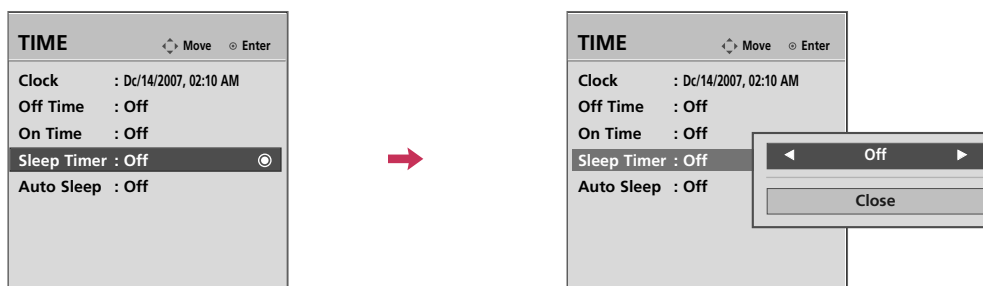 TIME Move Enter
Clock : Dc/14/2007, 02:10 AM
Off Time : Off
On Time : Off
Sleep Timer : Off
Auto Sleep : Off
TIME Move Enter
Clock : Dc/14/2007, 02:10 AM
Off Time : Off
On Time : Off
Sleep Timer : Off
Auto Sleep : Off
Off
Close